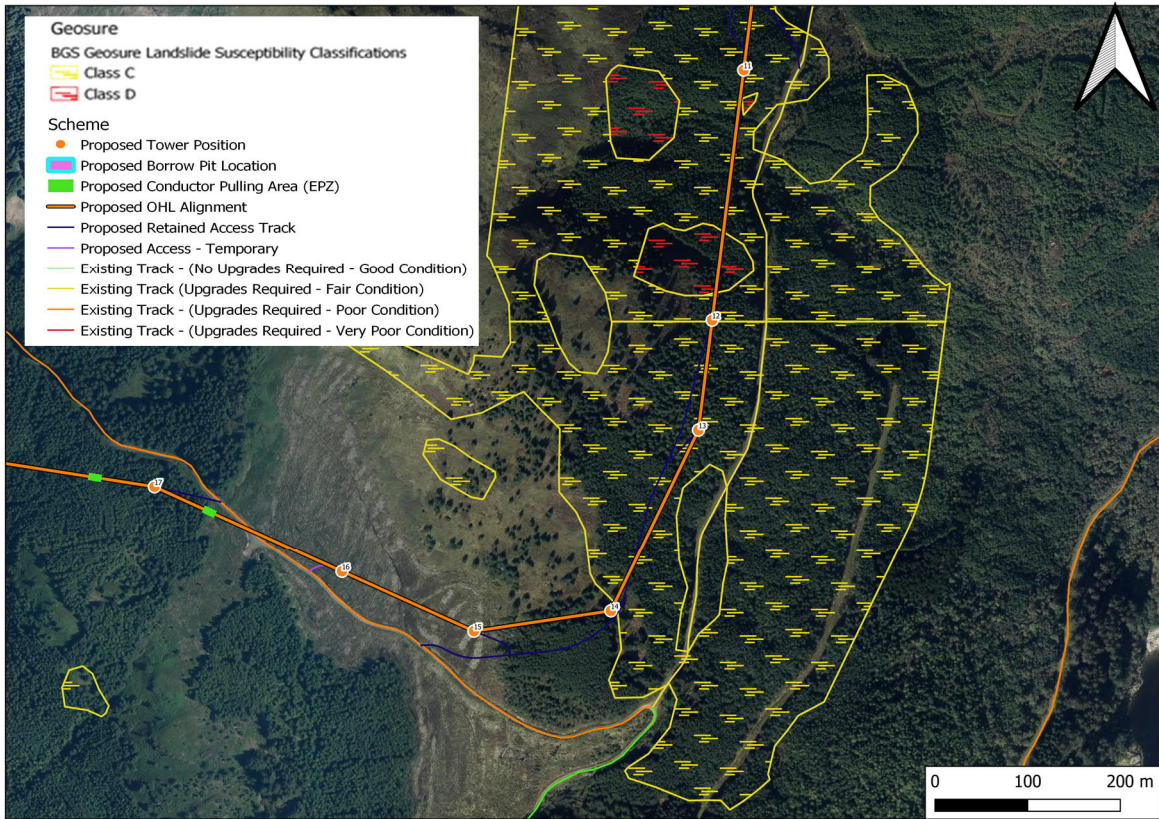 Geosure
BGS Geosure Landslide Susceptibility Classifications
Class C
Class D
Scheme
Proposed Tower Position
Proposed Borrow Pit Location
Proposed Conductor Pulling Area (EPZ)
Proposed OHL Alignment
Proposed Retained Access Track
Proposed Access - Temporary
Existing Track - (No Upgrades Required - Good Condition)
Existing Track (Upgrades Required - Fair Condition)
Existing Track - (Upgrades Required - Poor Condition)
Existing Track - (Upgrades Required - Very Poor Condition)
11
12
13
17
16
14
15
0 100 200 m